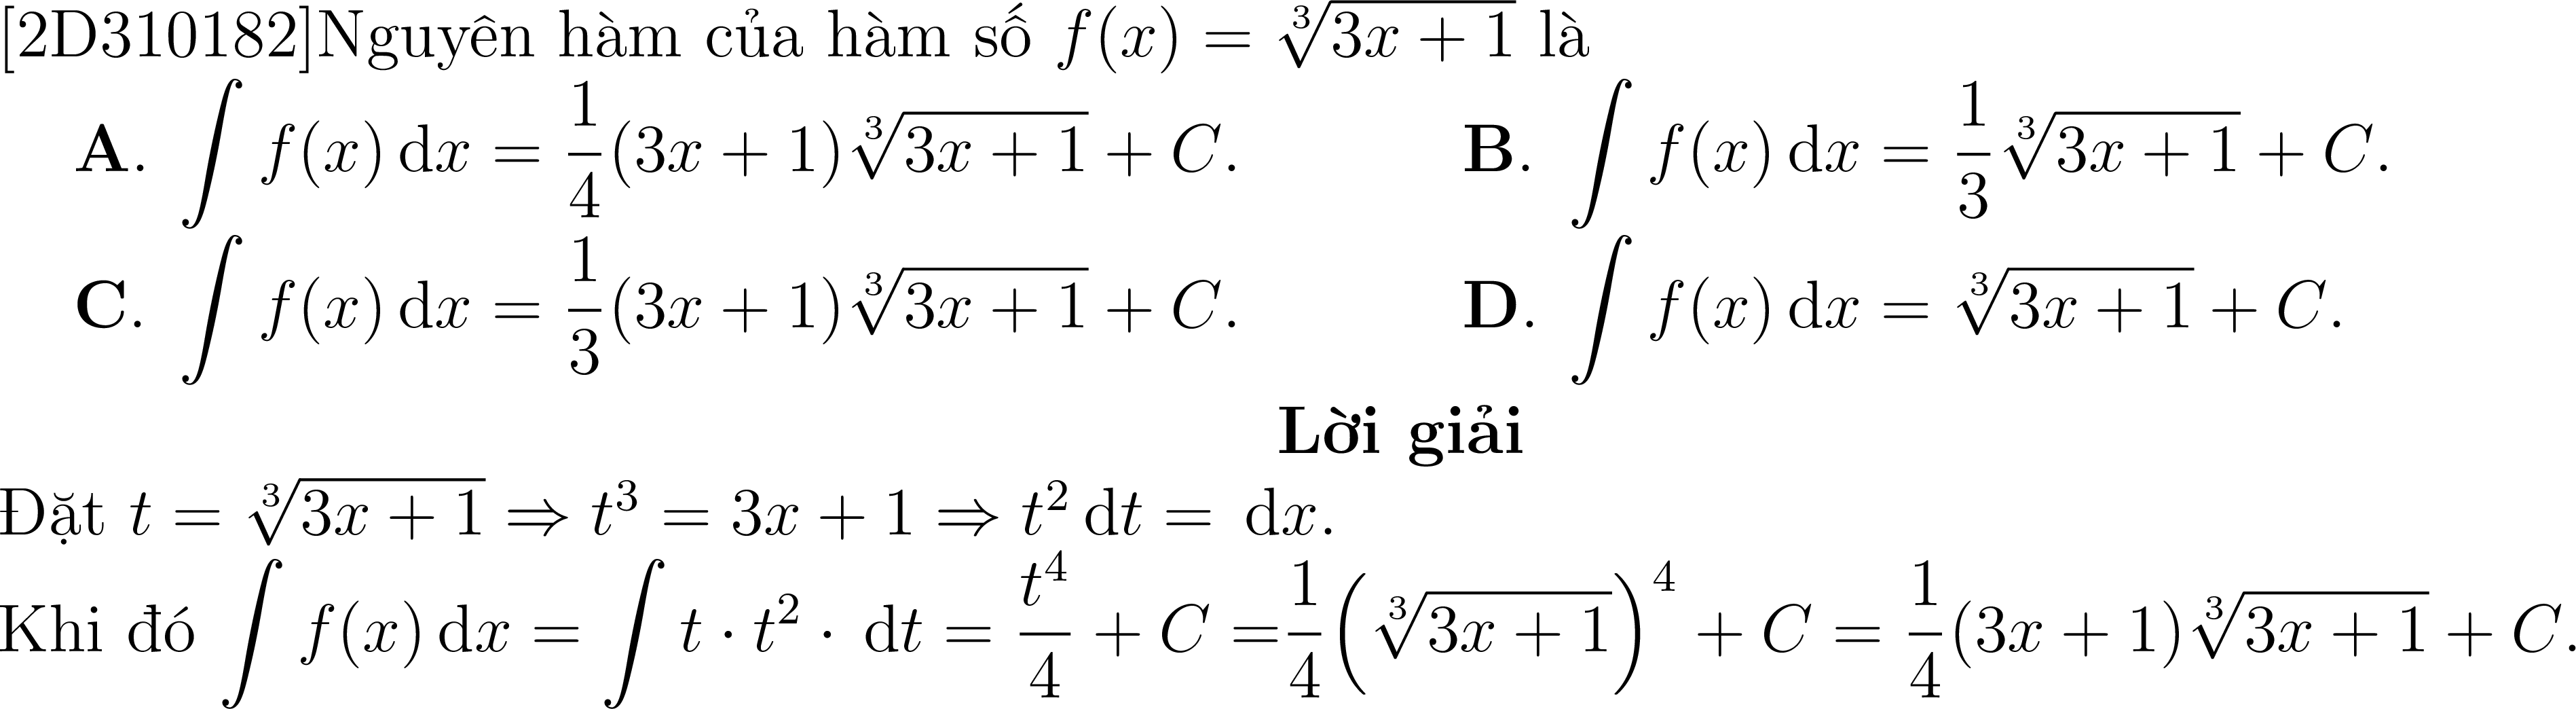 [2D310182]Nguyên hàm của hàm số $f(x) = \sqrt[3]{3x+1}$ là
A. $\int f(x)\,\mathrm{d}x = \frac{1}{4}(3x+1)\sqrt[3]{3x+1} + C.$ B. $\int f(x)\,\mathrm{d}x = \frac{1}{3}\sqrt[3]{3x+1} + C.$
C. $\int f(x)\,\mathrm{d}x = \frac{1}{3}(3x+1)\sqrt[3]{3x+1} + C.$ D. $\int f(x)\,\mathrm{d}x = \sqrt[3]{3x+1} + C.$
Lời giải
Đặt $t = \sqrt[3]{3x+1} \Rightarrow t^3 = 3x+1 \Rightarrow t^2\,\mathrm{d}t = \mathrm{d}x.$
Khi đó $\int f(x)\,\mathrm{d}x = \int t \cdot t^2 \cdot \mathrm{d}t = \frac{t^4}{4} + C = \frac{1}{4}\left(\sqrt[3]{3x+1}\right)^4 + C = \frac{1}{4}(3x+1)\sqrt[3]{3x+1} + C.$